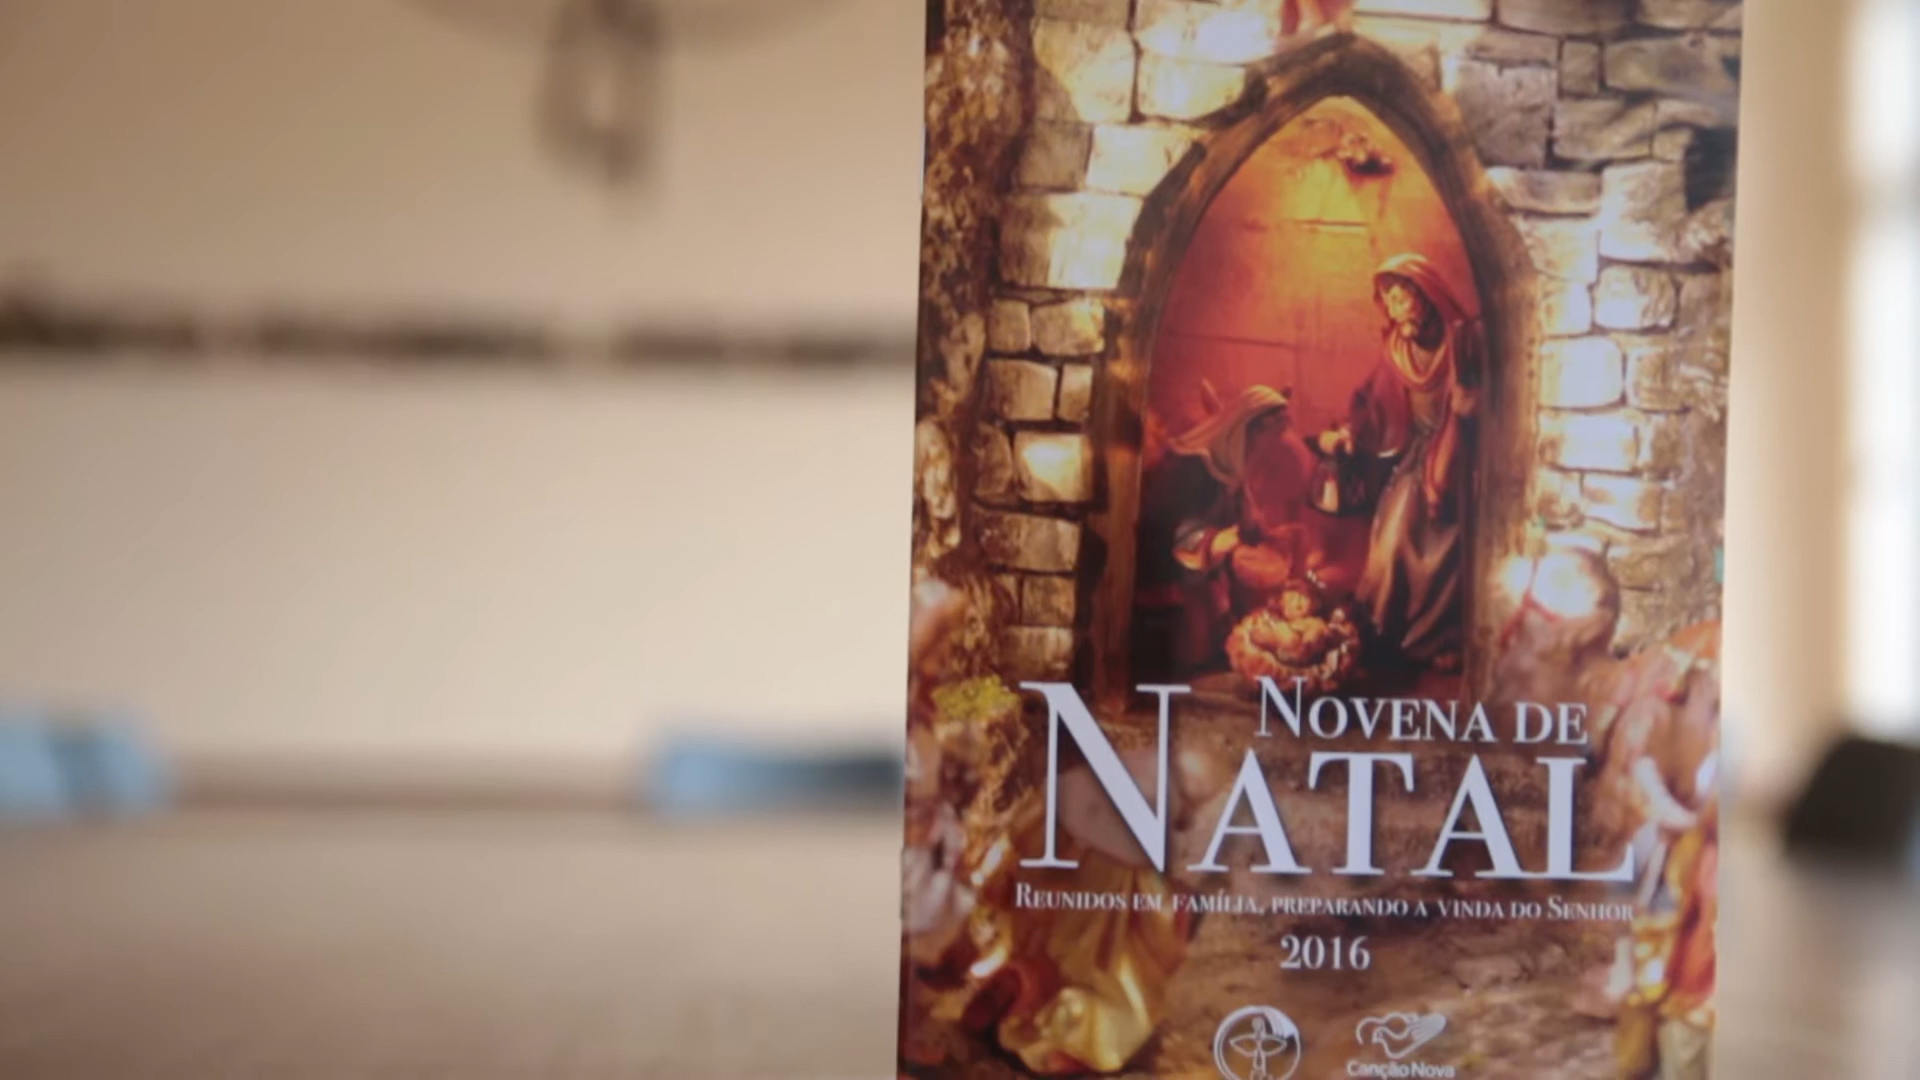 NOVENA DE
NATAL
REUNIDOS EM FAMÍLIA, PREPARANDO A VINDA DO SENHOR
2016
Canção Nova